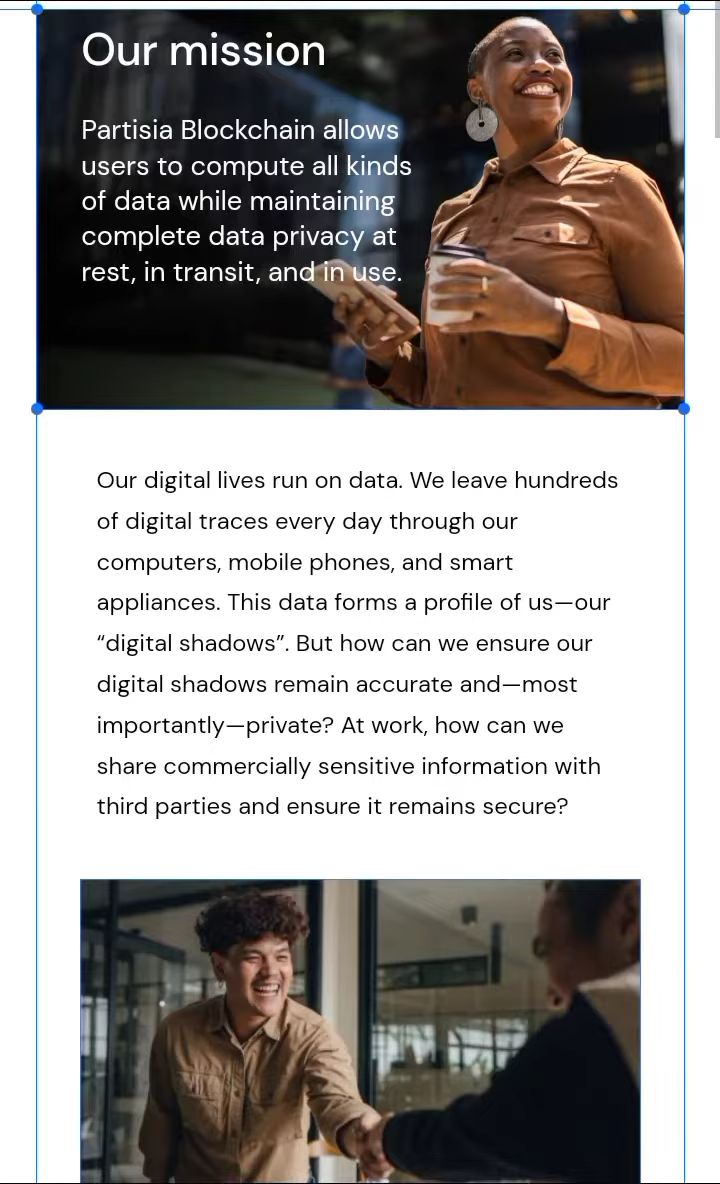 Our mission
Partisia Blockchain allows
users to compute all kinds
of data while maintaining
complete data privacy at
rest, in transit, and in use.
Our digital lives run on data. We leave hundreds
of digital traces every day through our
computers, mobile phones, and smart
appliances. This data forms a profile of us—our
“digital shadows”. But how can we ensure our
digital shadows remain accurate and—most
importantly—private? At work, how can we
share commercially sensitive information with
third parties and ensure it remains secure?